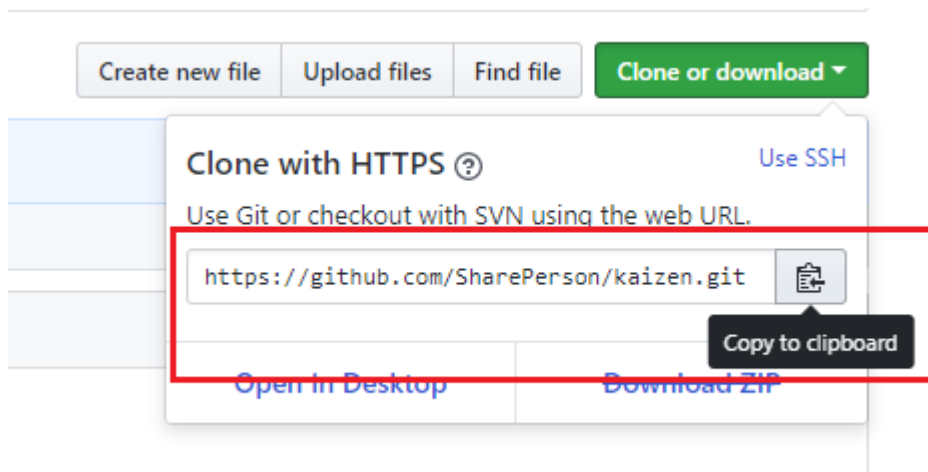 Create new file Upload files Find file Clone or download
Clone with HTTPS Use SSH
Use Git or checkout with SVN using the web URL.
https://github.com/SharePerson/kaizen.git
Copy to clipboard
Open in Desktop Download ZIP